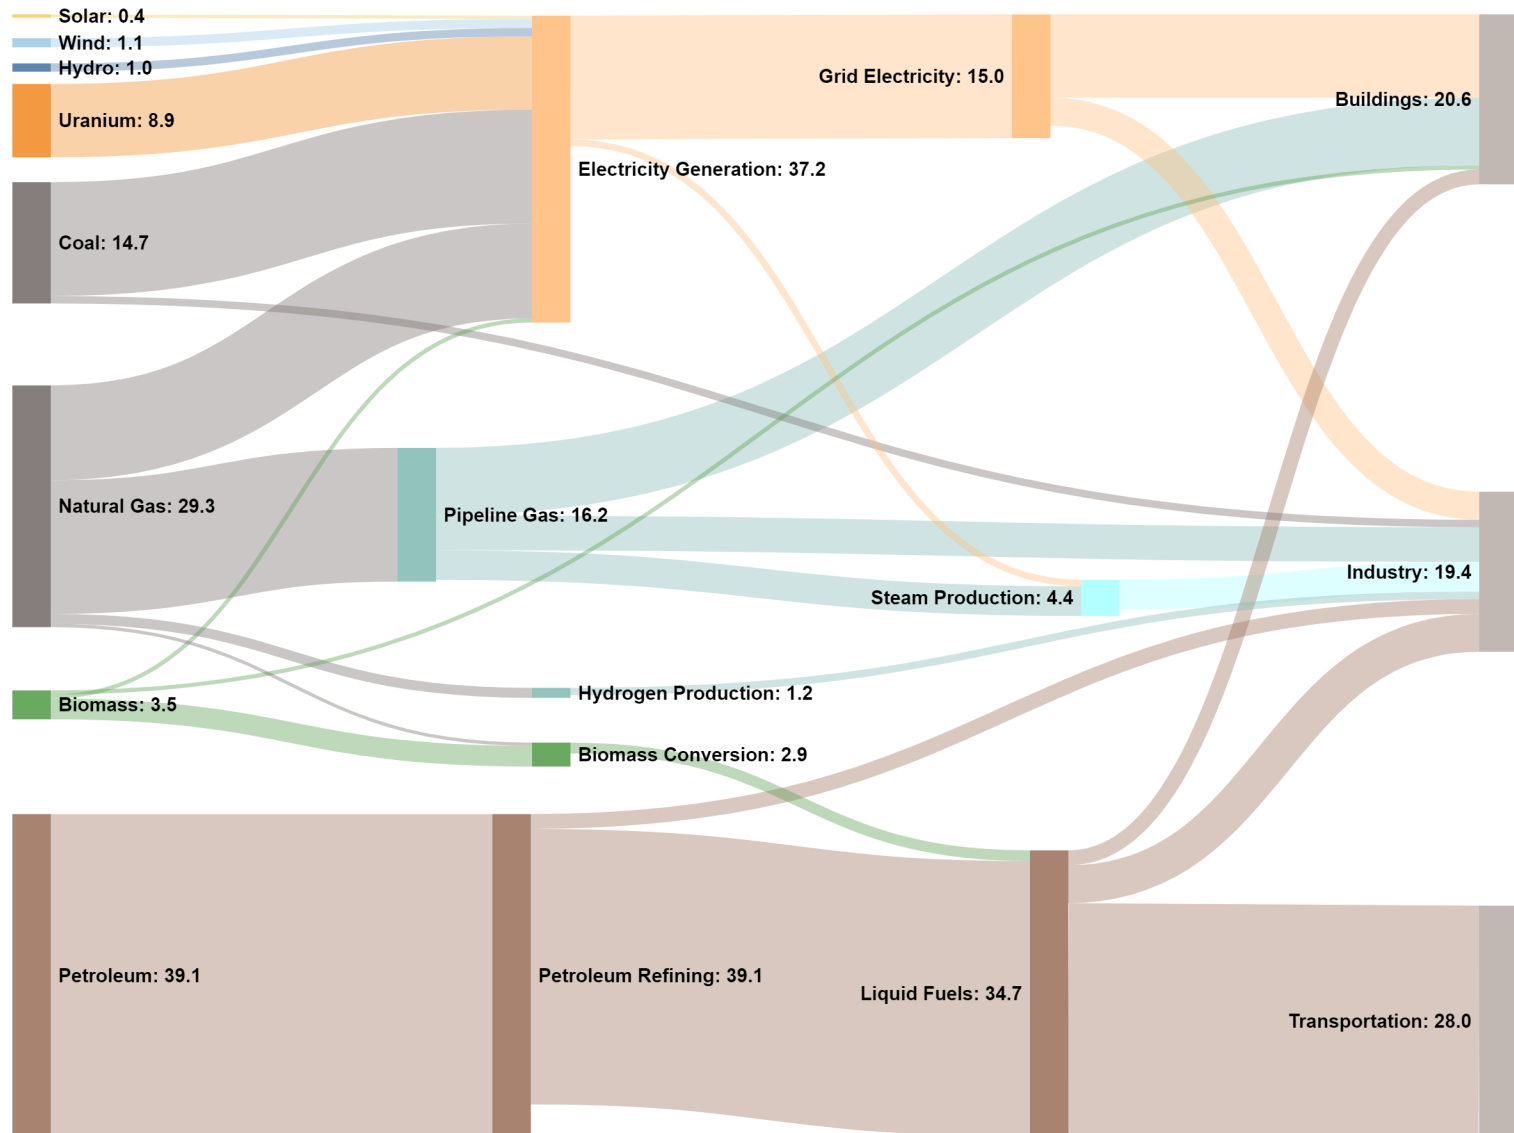 Solar: 0.4
Wind: 1.1
Hydro: 1.0
Uranium: 8.9
Coal: 14.7
Natural Gas: 29.3
Biomass: 3.5
Petroleum: 39.1
Pipeline Gas: 16.2
Electricity Generation: 37.2
Hydrogen Production: 1.2
Biomass Conversion: 2.9
Petroleum Refining: 39.1
Grid Electricity: 15.0
Steam Production: 4.4
Liquid Fuels: 34.7
Buildings: 20.6
Industry: 19.4
Transportation: 28.0